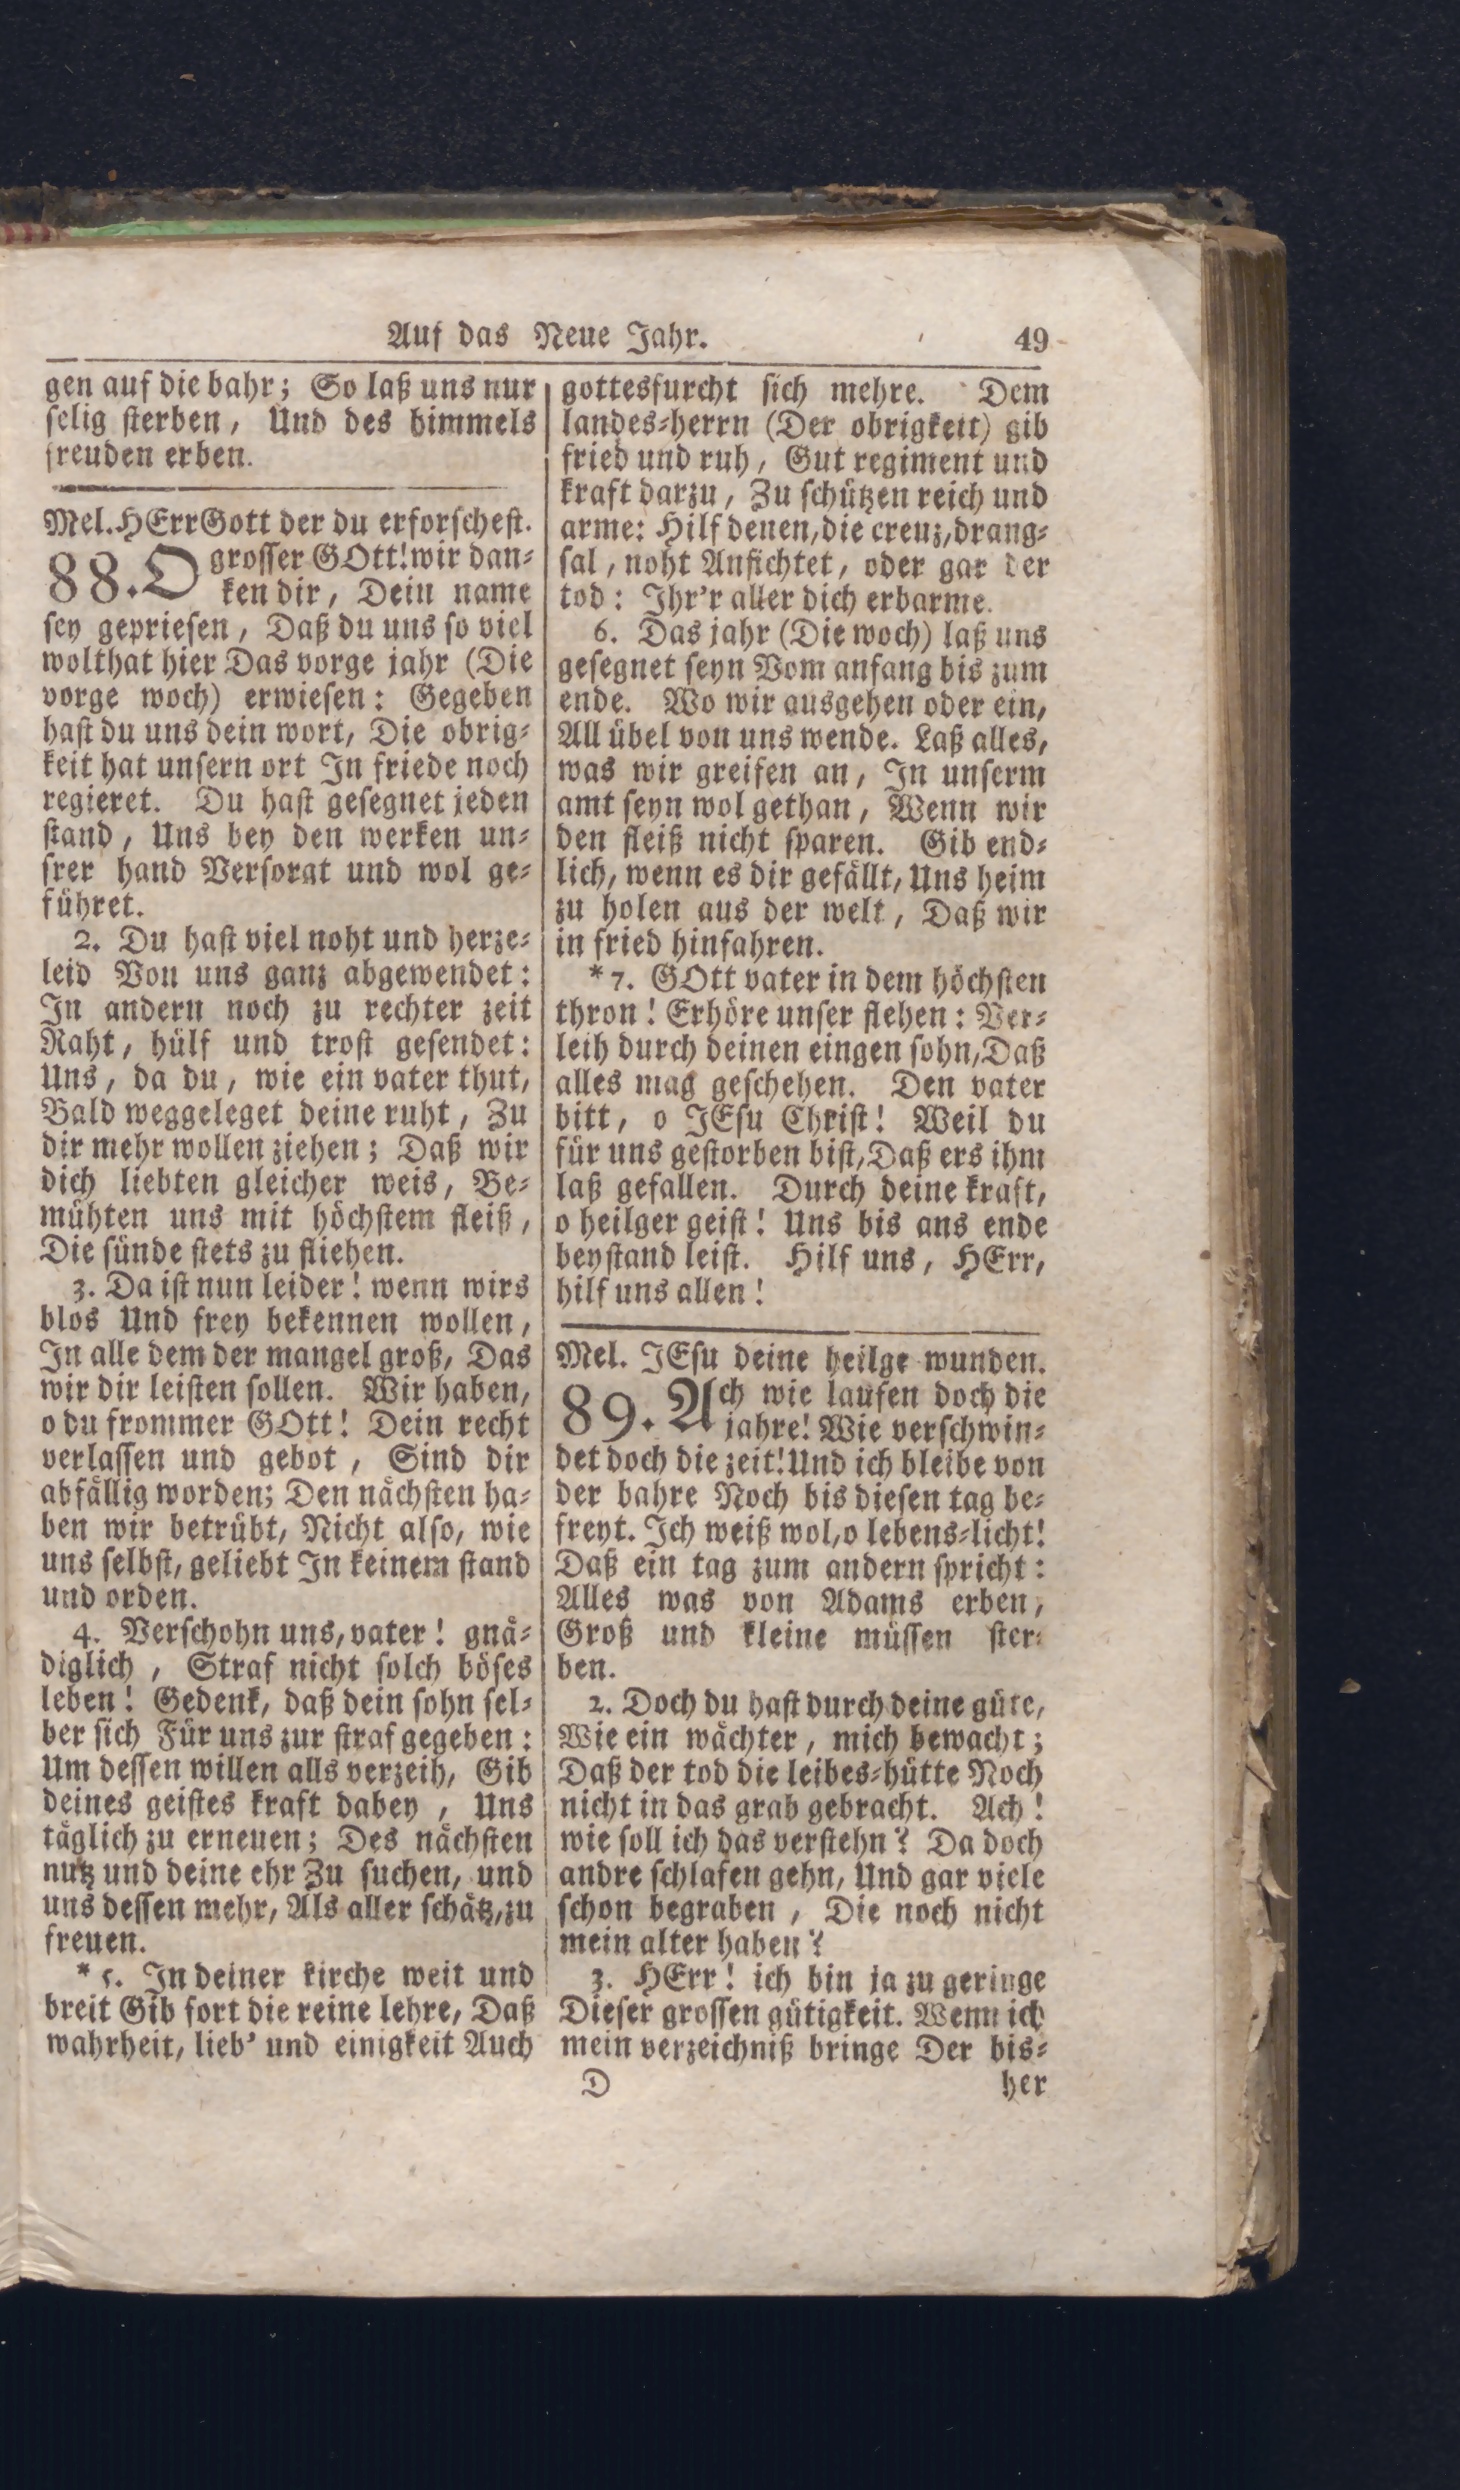 Auf das Neue Jahr. 49
gen auf die bahr; So laß uns nur
selig sterben, Und des himmels
freuden erben.
Mel. HErr Gott der du erforschest.
88. O grosser GOtt! wir dan-
ken dir, Dein name
sey gepriesen, Daß du uns so viel
wolthat hier Das vorge jahr (Die
vorge woch) erwiesen: Gegeben
hast du uns dein wort, Die obrig-
keit hat unsern ort In friede noch
regieret. Du hast gesegnet jeden
stand, Uns bey den werken un-
srer hand Versorgt und wol ge-
führet.
2. Du hast viel noht und herze-
leid Von uns ganz abgewendet:
In andern noch zu rechter zeit
Raht, hülf und trost gesendet:
Uns, da du, wie ein vater thut,
Bald weggeleget deine ruht, Zu
dir mehr wollen ziehen; Daß wir
dich liebten gleicher weis, Be-
mühten uns mit höchstem fleiß,
Die sünde stets zu fliehen.
3. Da ist nun leider! wenn wirs
blos Und frey bekennen wollen,
In alle dem der mangel groß, Das
wir dir leisten sollen. Wir haben,
o du frommer GOtt! Dein recht
verlassen und gebot, Sind dir
abfällig worden; Den nächsten ha-
ben wir betrübt, Nicht also, wie
uns selbst, geliebt In keinem stand
und orden.
4. Verschohn uns, vater! gnä-
diglich, Straf nicht solch böses
leben! Gedenk, daß dein sohn sel-
ber sich Für uns zur straf gegeben:
Um dessen willen alls verzeih, Gib
deines geistes kraft dabey, Uns
täglich zu erneuen; Des nächsten
nutz und deine ehr Zu suchen, und
uns dessen mehr, Als aller schätz, zu
freuen.
* 5. In deiner kirche weit und
breit Gib fort die reine lehre, Daß
wahrheit, lieb' und einigkeit Auch
gottesfurcht sich mehre. Dem
landes-herrn (Der obrigkeit) gib
fried und ruh, Gut regiment und
kraft darzu, Zu schützen reich und
arme: Hilf denen, die creuz, drang-
sal, noht Anfichtet, oder gar der
tod: Ihr'r aller dich erbarme.
6. Das jahr (Die woch) laß uns
gesegnet seyn Vom anfang bis zum
ende. Wo wir ausgehen oder ein,
All übel von uns wende. Laß alles,
was wir greifen an, In unserm
amt seyn wol gethan, Wenn wir
den fleiß nicht sparen. Gib end-
lich, wenn es dir gefällt, Uns heim
zu holen aus der welt, Daß wir
in fried hinfahren.
* 7. GOtt vater in dem höchsten
thron! Erhöre unser flehen: Ver-
leih durch deinen eingen sohn, Daß
alles mag geschehen. Den vater
bitt, o JEsu Christ! Weil du
für uns gestorben bist, Daß ers ihm
laß gefallen. Durch deine kraft,
o heilger geist! Uns bis ans ende
beystand leist. Hilf uns, HErr,
hilf uns allen!
Mel. JEsu deine heilge wunden.
89. Ach wie laufen doch die
jahre! Wie verschwin-
det doch die zeit! Und ich bleibe von
der bahre Noch bis diesen tag be-
freyt. Ich weiß wol, o lebens-licht!
Daß ein tag zum andern spricht:
Alles was von Adams erben,
Groß und kleine müssen ster-
ben.
2. Doch du hast durch deine güte,
Wie ein wächter, mich bewacht;
Daß der tod die leibes-hütte Noch
nicht in das grab gebracht. Ach!
wie soll ich das verstehn? Da doch
andre schlafen gehn, Und gar viele
schon begraben, Die noch nicht
mein alter haben?
3. HErr! ich bin ja zu geringe
Dieser grossen gütigkeit. Wenn ich
mein verzeichniß bringe Der bis-
D her